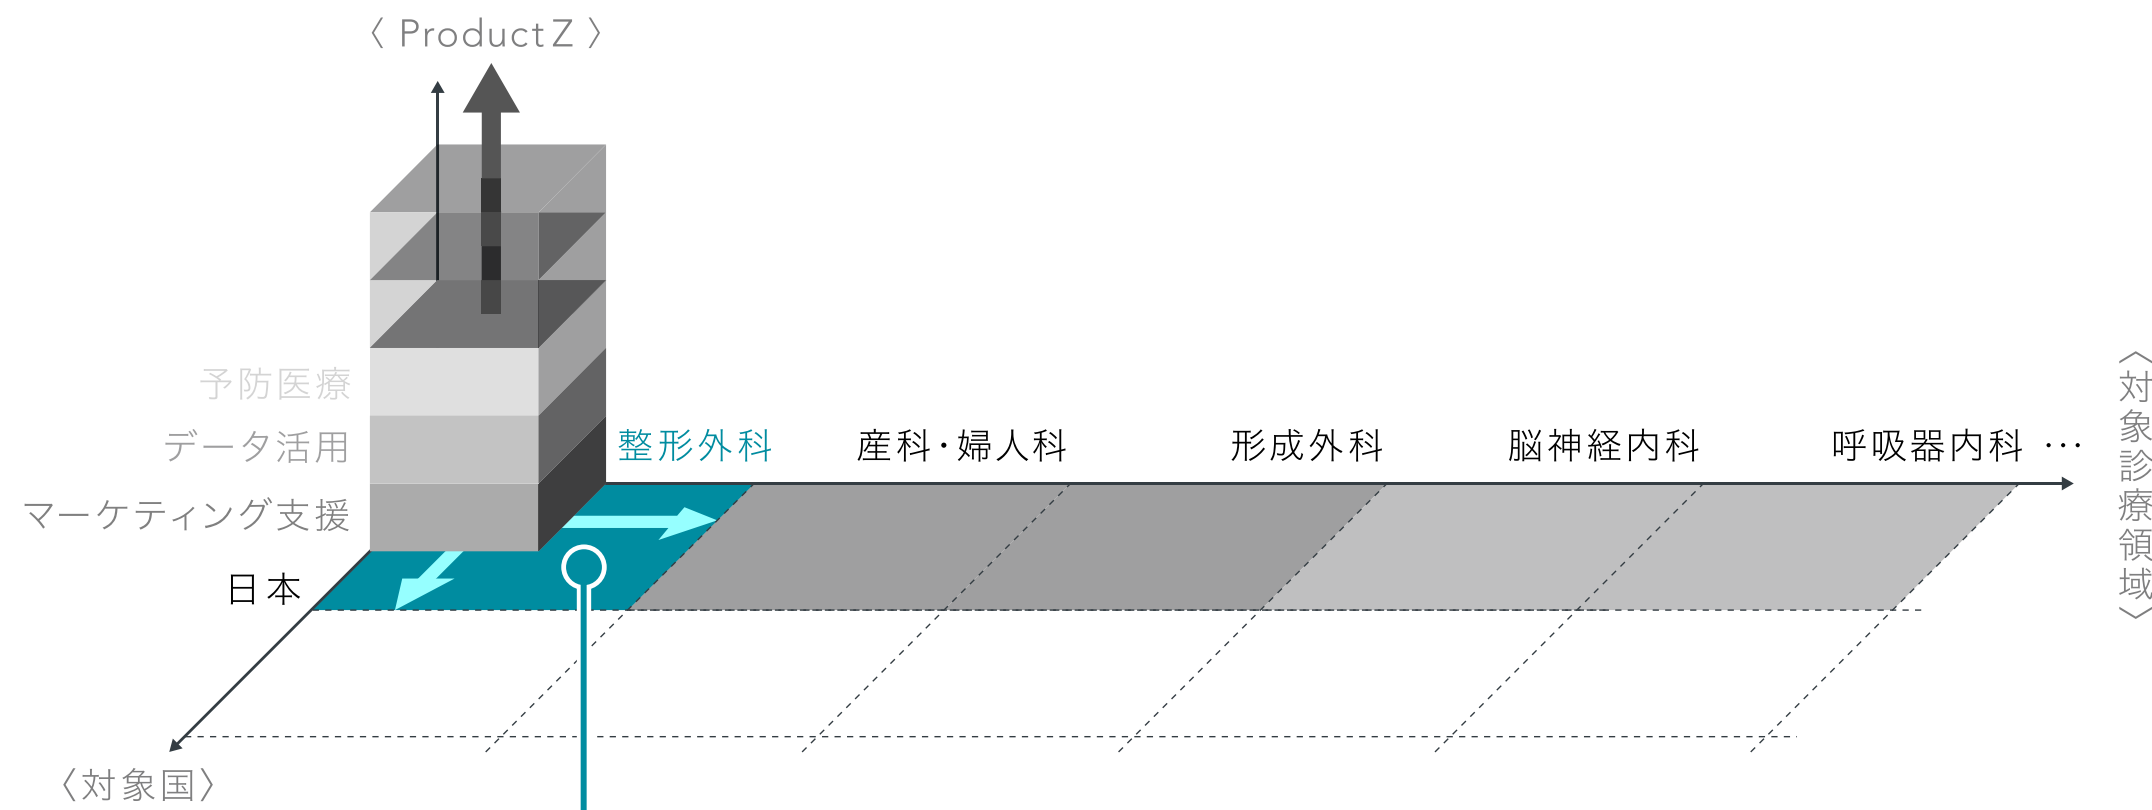 〈 ProductZ 〉
予防医療
データ活用
マーケティング支援
整形外科
産科・婦人科
形成外科
脳神経内科
呼吸器内科 …
〈対象診療領域〉
日本
〈対象国〉